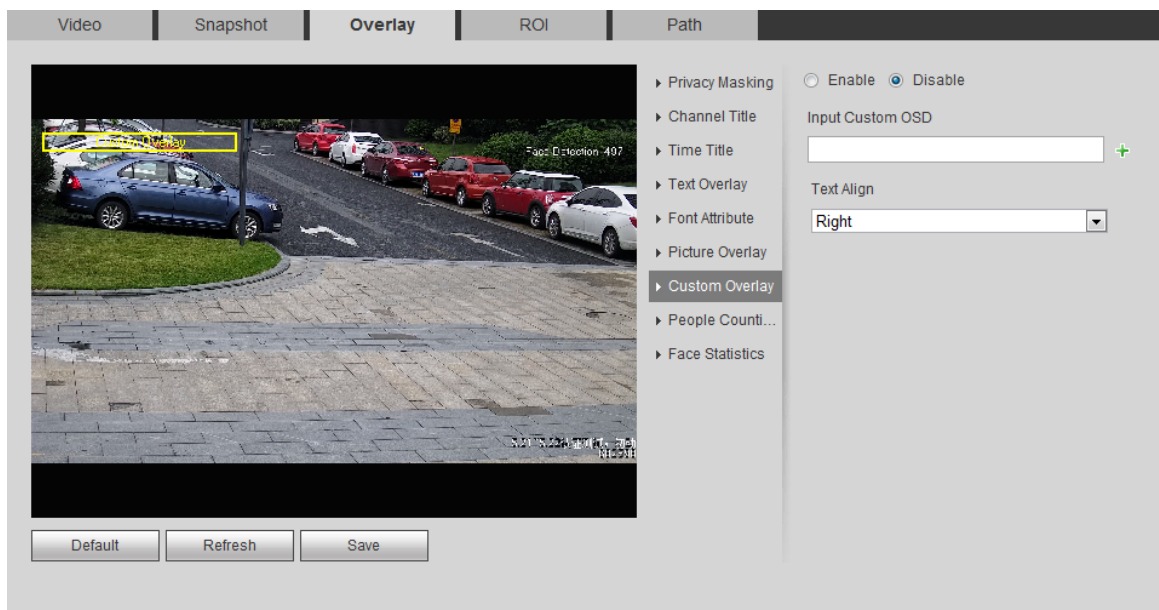 Video Snapshot Overlay ROI Path
Privacy Masking
Channel Title
Time Title
Text Overlay
Font Attribute
Picture Overlay
Custom Overlay
People Counti...
Face Statistics
Enable Disable
Input Custom OSD
Text Align
Right
Custom Overlay
Face Detection 497
Default Refresh Save